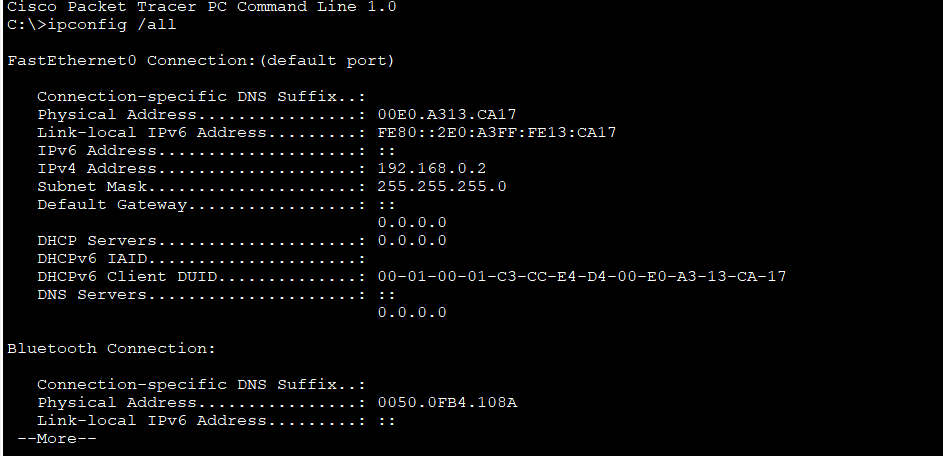 Cisco Packet Tracer PC Command Line 1.0
C:\>ipconfig /all
FastEthernet0 Connection:(default port)
Connection-specific DNS Suffix..:
Physical Address................: 00E0.A313.CA17
Link-local IPv6 Address.........: FE80::2E0:A3FF:FE13:CA17
IPv6 Address....................: ::
IPv4 Address....................: 192.168.0.2
Subnet Mask.....................: 255.255.255.0
Default Gateway.................: ::
0.0.0.0
DHCP Servers....................: 0.0.0.0
DHCPv6 IAID.....................:
DHCPv6 Client DUID..............: 00-01-00-01-C3-CC-E4-D4-00-E0-A3-13-CA-17
DNS Servers.....................: ::
0.0.0.0
Bluetooth Connection:
Connection-specific DNS Suffix..:
Physical Address................: 0050.0FB4.108A
Link-local IPv6 Address.........: ::
--More--